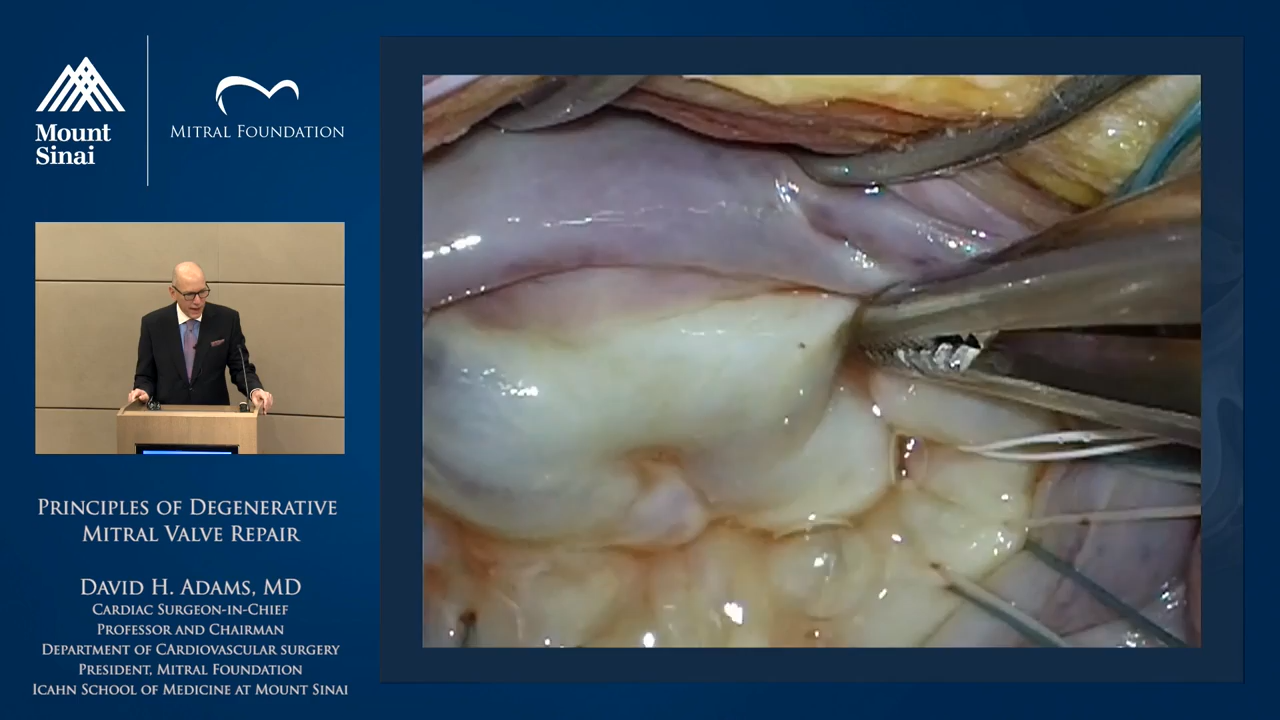 Mount
Sinai
MITRAL FOUNDATION
PRINCIPLES OF DEGENERATIVE
MITRAL VALVE REPAIR
DAVID H. ADAMS, MD
CARDIAC SURGEON-IN-CHIEF
PROFESSOR AND CHAIRMAN
DEPARTMENT OF CARDIOVASCULAR SURGERY
PRESIDENT, MITRAL FOUNDATION
ICAHN SCHOOL OF MEDICINE AT MOUNT SINAI